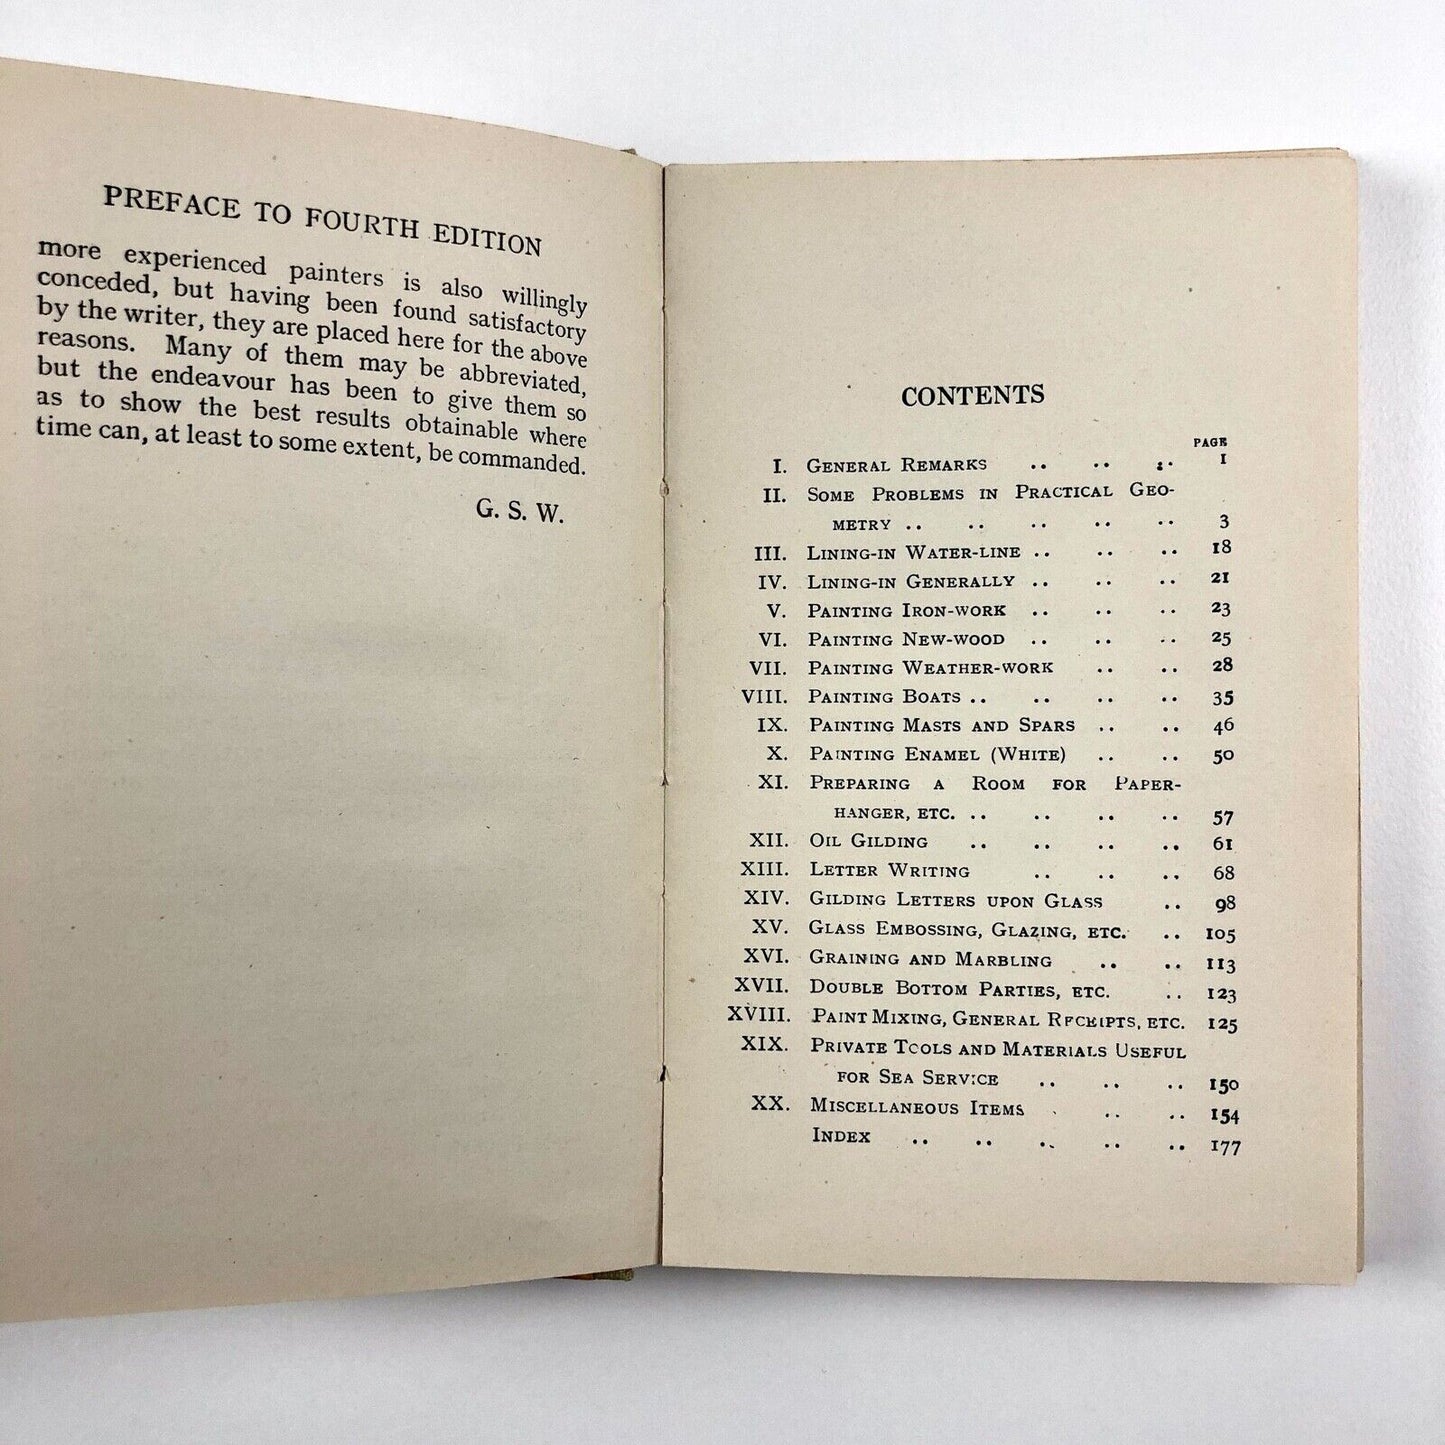 PREFACE TO FOURTH EDITION
more experienced painters is also willingly
conceded, but having been found satisfactory
by the writer, they are placed here for the above
reasons. Many of them may be abbreviated,
but the endeavour has been to give them so
as to show the best results obtainable where
time can, at least to some extent, be commanded.
G. S. W.
CONTENTS
PAGE
I. GENERAL REMARKS .. .. .. 1
II. SOME PROBLEMS IN PRACTICAL GEO-
METRY .. .. .. .. .. 3
III. LINING-IN WATER-LINE .. .. .. 18
IV. LINING-IN GENERALLY .. .. .. 21
V. PAINTING IRON-WORK .. .. .. 23
VI. PAINTING NEW-WOOD .. .. .. 25
VII. PAINTING WEATHER-WORK .. .. 28
VIII. PAINTING BOATS .. .. .. .. 35
IX. PAINTING MASTS AND SPARS .. .. 46
X. PAINTING ENAMEL (WHITE) .. .. 50
XI. PREPARING A ROOM FOR PAPER-
HANGER, ETC. .. .. .. .. 57
XII. OIL GILDING .. .. .. .. 61
XIII. LETTER WRITING .. .. .. 68
XIV. GILDING LETTERS UPON GLASS .. 98
XV. GLASS EMBOSSING, GLAZING, ETC. .. 105
XVI. GRAINING AND MARBLING .. .. 113
XVII. DOUBLE BOTTOM PARTIES, ETC. .. 123
XVIII. PAINT MIXING, GENERAL RECEIPTS, ETC. 125
XIX. PRIVATE TOOLS AND MATERIALS USEFUL
FOR SEA SERVICE .. .. .. 150
XX. MISCELLANEOUS ITEMS .. .. 154
INDEX .. .. .. .. .. 177